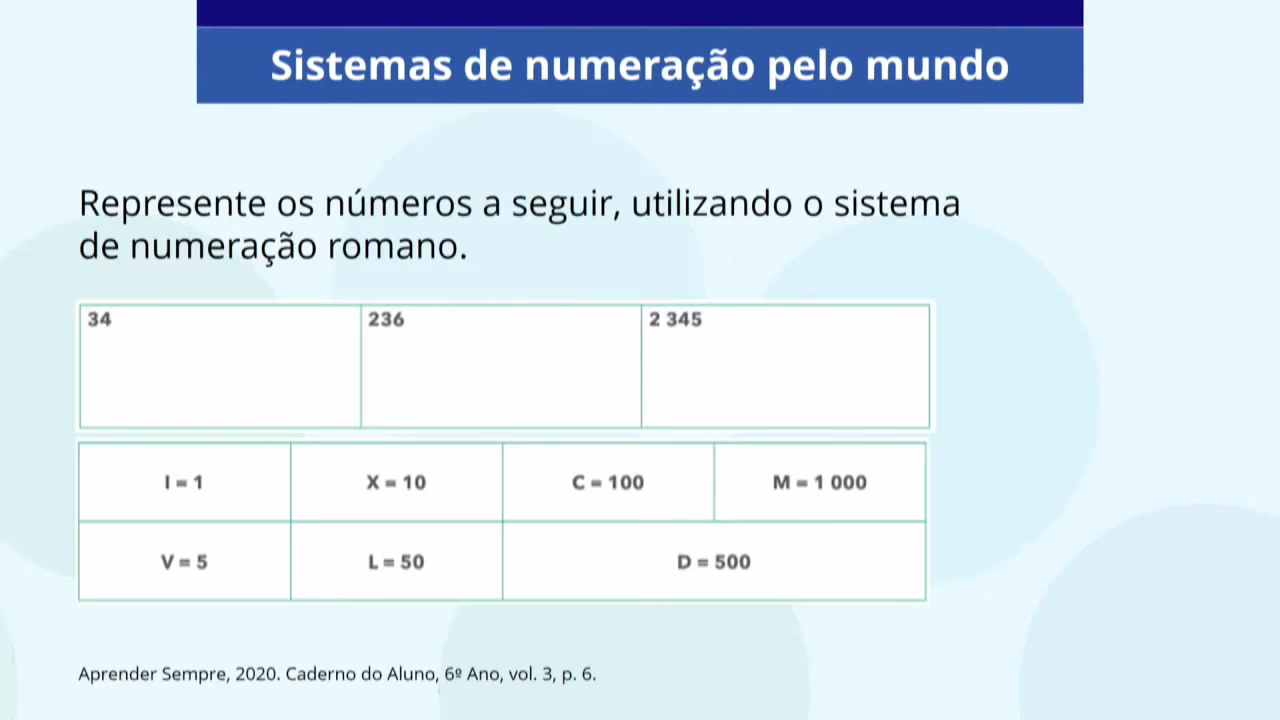 Sistemas de numeração pelo mundo
Represente os números a seguir, utilizando o sistema
de numeração romano.
34 236 2 345
I = 1 X = 10 C = 100 M = 1 000
V = 5 L = 50 D = 500
Aprender Sempre, 2020. Caderno do Aluno, 6º Ano, vol. 3, p. 6.